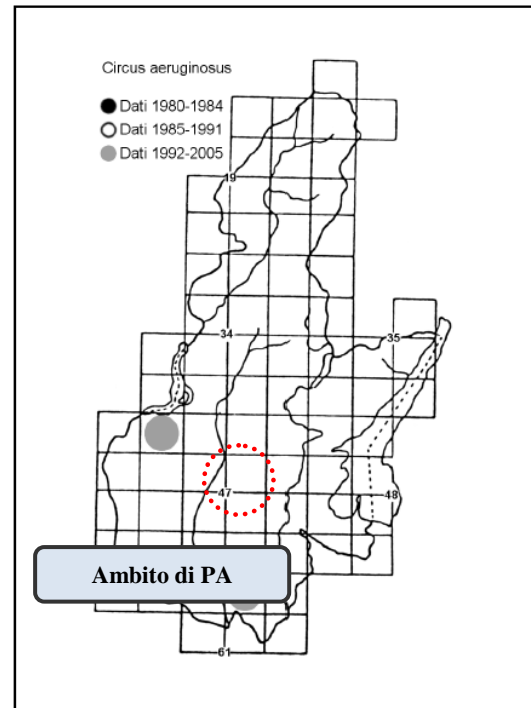 Circus aeruginosus
Dati 1980-1984
Dati 1985-1991
Dati 1992-2005
19
34
35
47
48
Ambito di PA
61